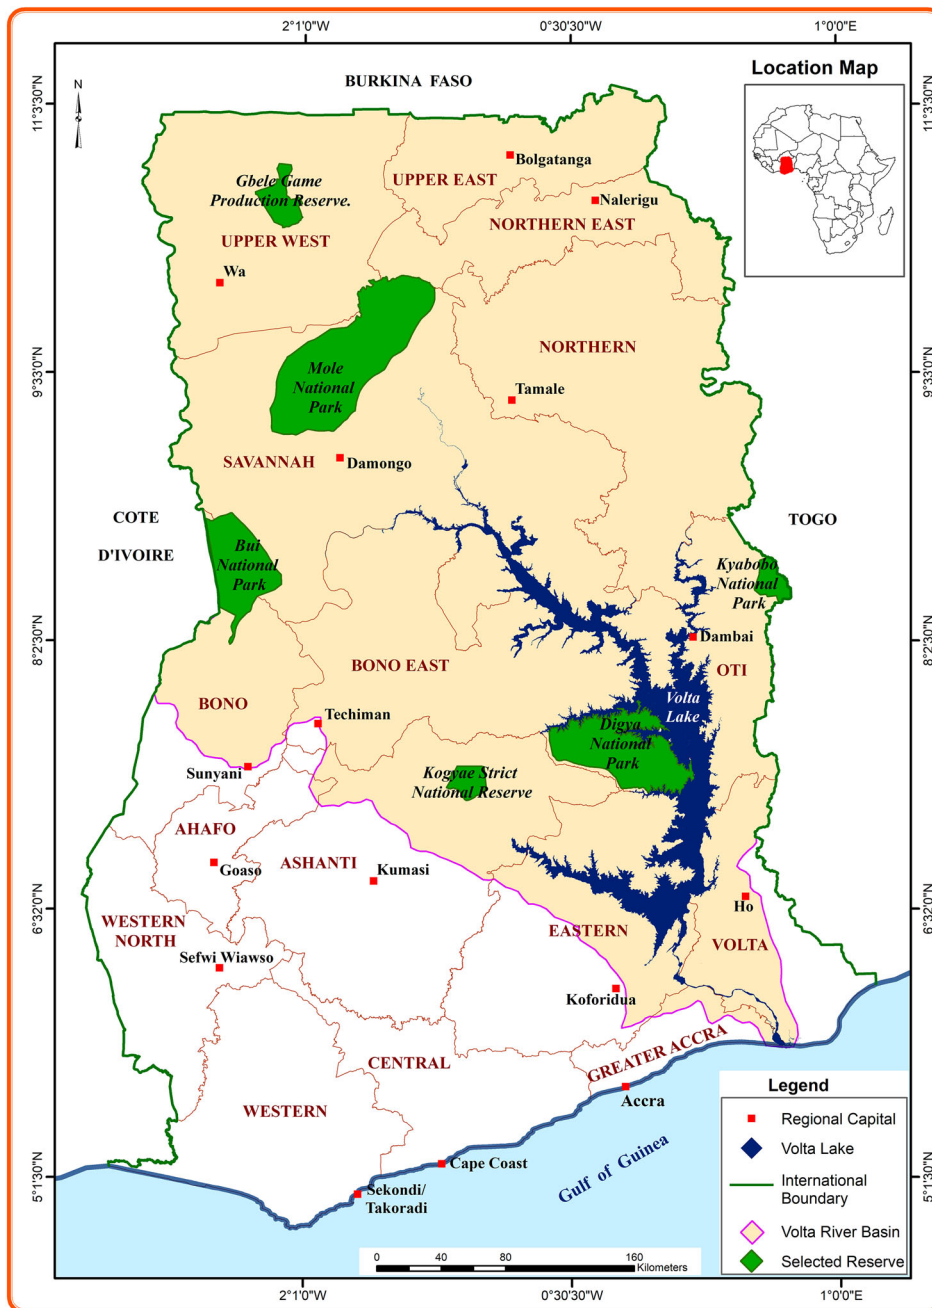 2°1'0"W
0°30'30"W
1°0'0"E
Location Map
N
BURKINA FASO
11°3'30"N
11°3'30"N
Bolgatanga
UPPER EAST
Gbele Game
Production Reserve.
Nalerigu
NORTHERN EAST
UPPER WEST
Wa
NORTHERN
9°33'0"N
9°33'0"N
Mole
National
Park
Tamale
SAVANNAH
Damongo
COTE
D'IVOIRE
TOGO
Bui
National
Park
Kyabobo
National
Park
8°2'30"N
8°2'30"N
Dambai
BONO EAST
OTI
BONO
Volta
Lake
Techiman
Digya
National
Park
Sunyani
Kogyae Strict
National Reserve
AHAFO
ASHANTI
Goaso
Kumasi
Ho
6°32'0"N
6°32'0"N
WESTERN
NORTH
EASTERN
VOLTA
Sefwi Wiawso
Koforidua
CENTRAL
GREATER ACCRA
WESTERN
Accra
Legend
Regional Capital
Volta Lake
International
Boundary
Volta River Basin
Selected Reserve
Cape Coast
Gulf of Guinea
5°1'30"N
5°1'30"N
Sekondi/
Takoradi
0 40 80 160
Kilometers
2°1'0"W
0°30'30"W
1°0'0"E